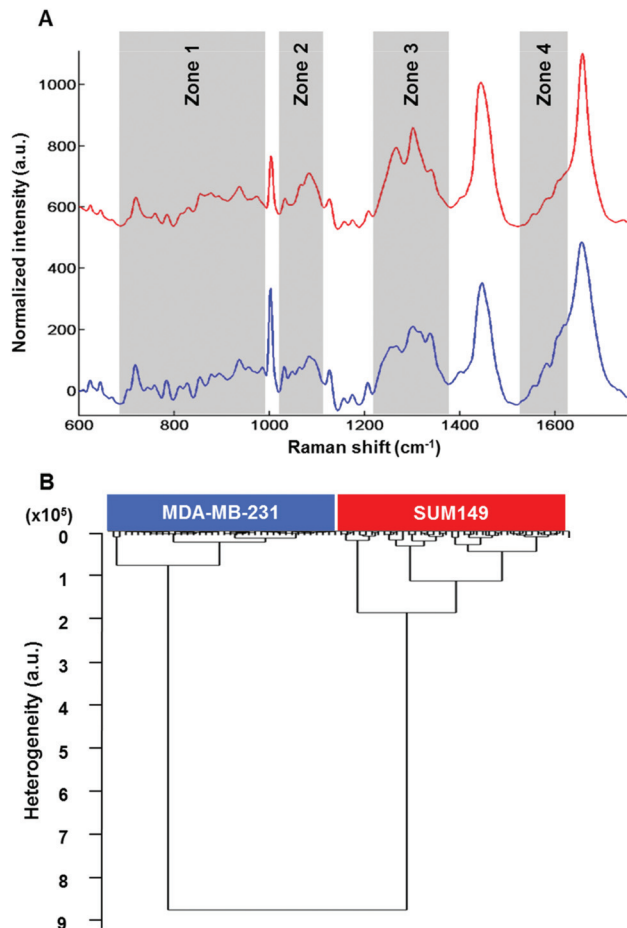 A
Zone 1
Zone 2
Zone 3
Zone 4
Normalized intensity (a.u.)
1000
800
600
400
200
0
600
800
1000
1200
1400
1600
Raman shift (cm⁻¹)
B
(x10⁵)
MDA-MB-231
SUM149
Heterogeneity (a.u.)
0
1
2
3
4
5
6
7
8
9